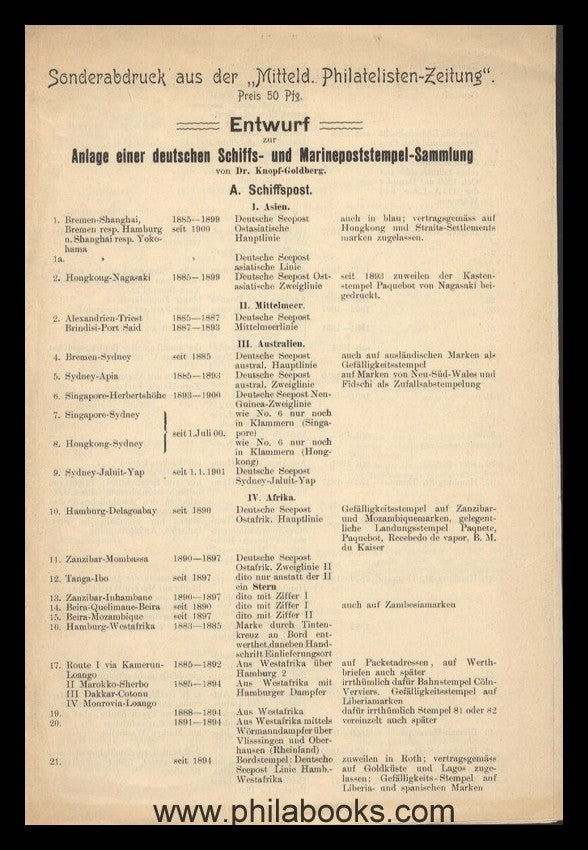 Sonderabdruck aus der „Mitteld. Philatelisten-Zeitung".
Preis 50 Pfg.
Entwurf
zur
Anlage einer deutschen Schiffs- und Marinepoststempel-Sammlung
von Dr. Knopf-Goldberg.
A. Schiffspost.
I. Asien.
1. Bremen-Shanghai, 1885—1899 Deutsche Seepost auch in blau; vertragsgemäss auf
Bremen resp. Hamburg seit 1900 Ostasiatische Hongkong und Straits-Settlements
n. Shanghai resp. Yoko- Hauptlinie marken zugelassen.
hama
1a. » » Deutsche Seepost
asiatische Linie
2. Hongkong-Nagasaki 1885—1899 Deutsche Seepost Ost- seit 1893 zuweilen der Kasten-
asiatische Zweiglinie stempel Paquebot von Nagasaki bei-
gedruckt.
II. Mittelmeer.
2. Alexandrien-Triest 1885—1887 Deutsche Seepost
Brindisi-Port Said 1887—1893 Mittelmeerlinie
III. Australien.
4. Bremen-Sydney seit 1885 Deutsche Seepost auch auf ausländischen Marken als
austral. Hauptlinie Gefälligkeitsstempel
5. Sydney-Apia 1885—1893 Deutsche Seepost auf Marken von Neu-Süd-Wales und
austral. Zweiglinie Fidschi als Zufallsabstempelung
6. Singapore-Herbertshöhe 1893—1900 Deutsche Seepost Neu-
Guinea-Zweiglinie
7. Singapore-Sydney wie No. 6 nur noch
in Klammern (Singa-
seit 1. Juli 00. pore)
8. Hongkong-Sydney wie No. 6 nur noch
in Klammern (Hong-
kong)
9. Sydney-Jaluit-Yap seit 1.1.1901 Deutsche Seepost
Sydney-Jaluit-Yap
IV. Afrika.
10. Hamburg-Delagoabay seit 1890 Deutsche Seepost Gefälligkeitsstempel auf Zanzibar-
Ostafrik. Hauptlinie und Mozambiquemarken, gelegent-
liche Landungsstempel Paquete,
Paquebot, Recebedo de vapor, B. M.
du Kaiser
11. Zanzibar-Mombassa 1890—1897 Deutsche Seepost
Ostafrik. Zweiglinie II
12. Tanga-Ibo seit 1897 dito nur anstatt der II
ein Stern
13. Zanzibar-Inhambane 1890—1897 dito mit Ziffer I
14. Beira-Quelimane-Beira seit 1890 dito mit Ziffer I auch auf Zambesiamarken
15. Beira-Mozambique seit 1897 dito mit Ziffer II
16. Hamburg-Westafrika 1883—1885 Marke durch Tinten-
kreuz an Bord ent-
werthet, daneben Hand-
schrift Einlieferungsort
17. Route I via Kamerun- 1885—1892 Aus Westafrika über auf Packetadressen, auf Werth-
Loango Hamburg 2 briefen auch später
II Marokko-Sherbo 1885—1894 Aus Westafrika mit irrthümlich dafür Bahnstempel Cöln-
III Dakkar-Cotonu Hamburger Dampfer Verviers. Gefälligkeitsstempel auf
IV Monrovia-Loango Liberiamarken
19. 1888—1894 Aus Westafrika dafür irrthümlich Stempel 81 oder 82
20. 1891—1894 Aus Westafrika mittels vereinzelt auch später
Wörmanndampfer über
Vlisssingen und Ober-
hausen (Rheinland)
21. seit 1894 Bordstempel: Deutsche zuweilen in Roth; vertragsgemäss
Seepost Linie Hamb.- auf Goldküste und Lagos zuge-
Westafrika lassen; Gefälligkeits-Stempel auf
Liberia- und spanischen Marken
www.philabooks.com